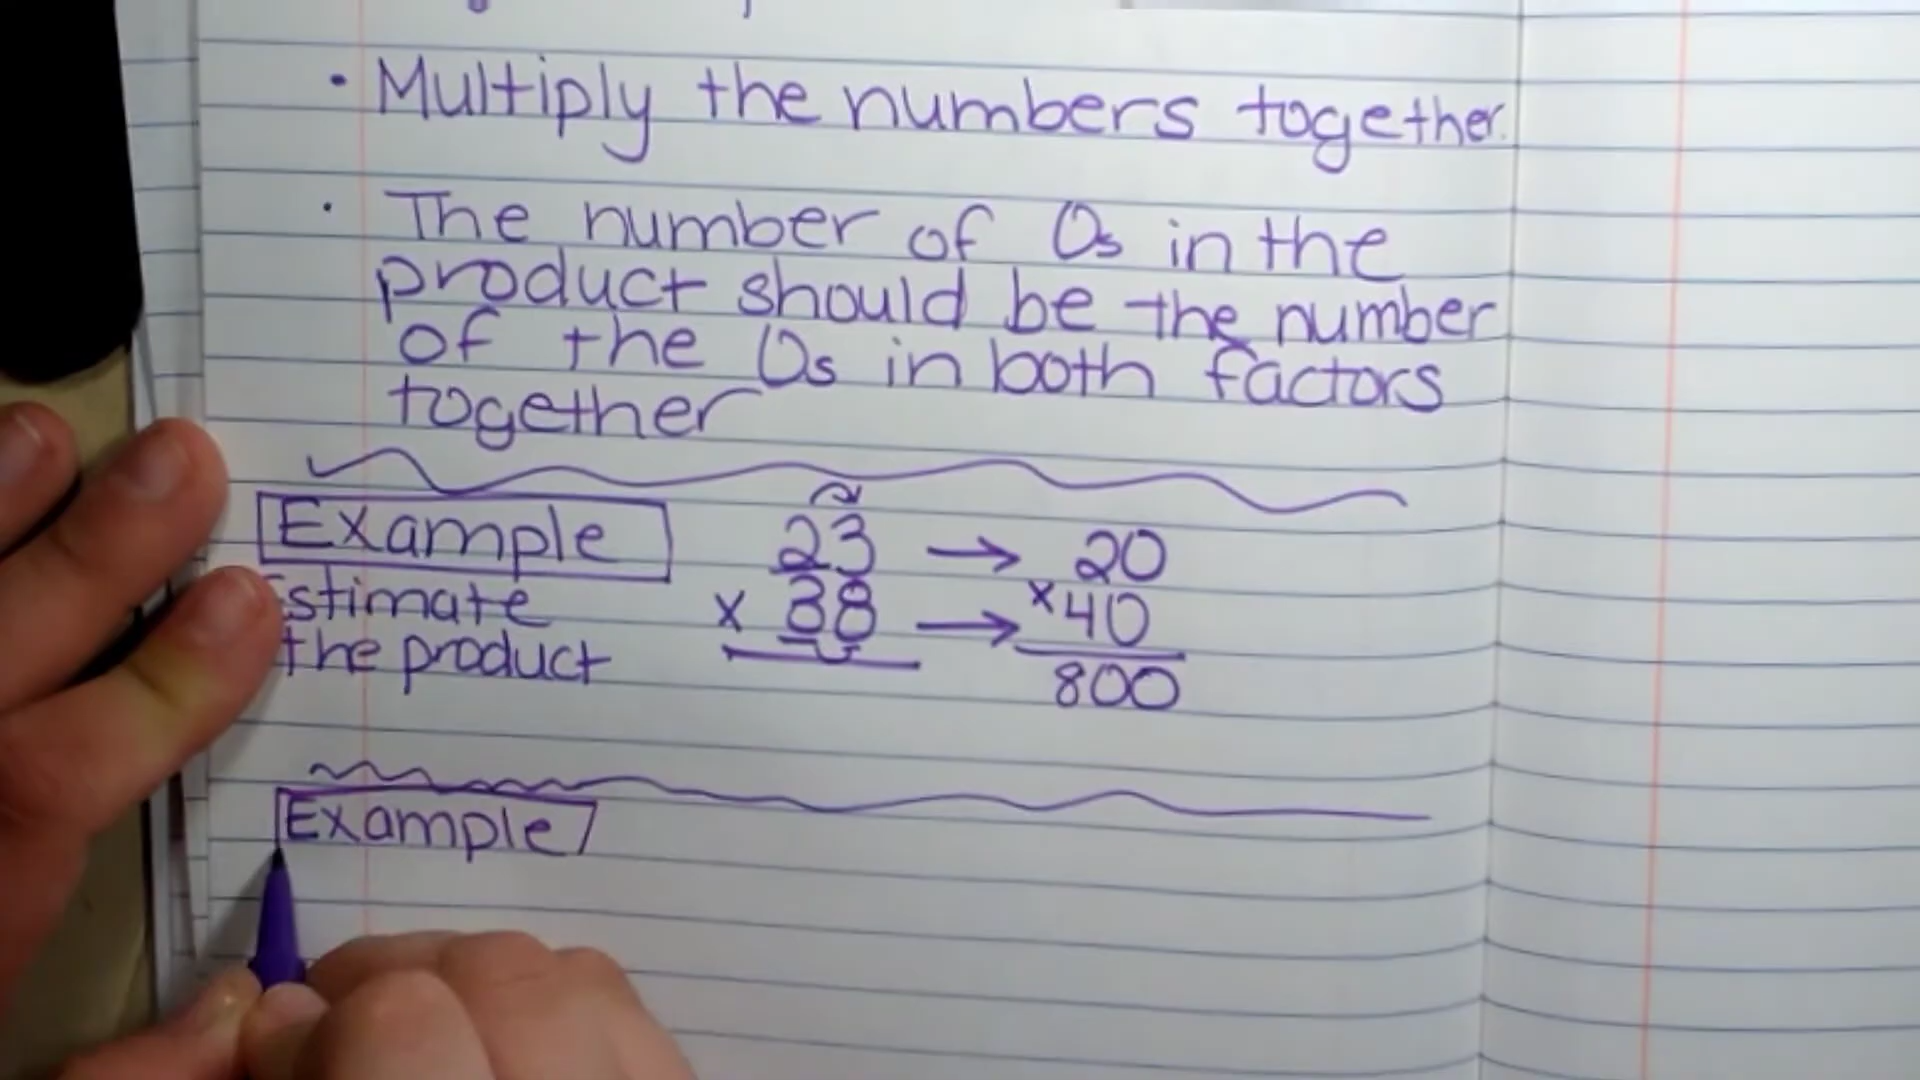 • Multiply the numbers together.
• The number of 0s in the
product should be the number
of the 0s in both factors
together
Example
Estimate
the product
23 → 20
x 38 → x40
800
Example